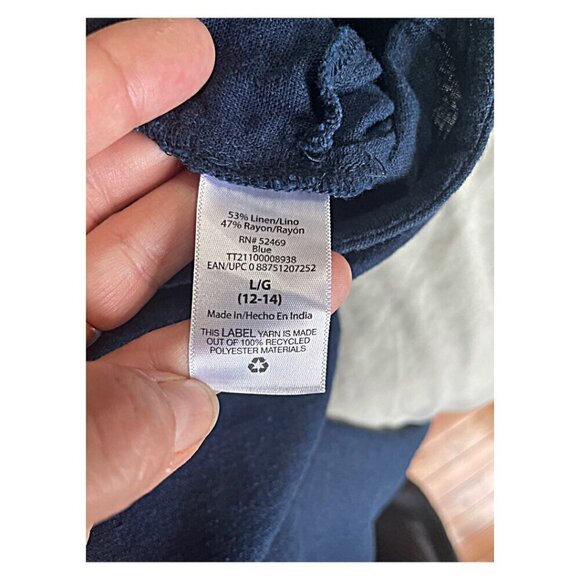 53% Linen/Lino
47% Rayon/Rayón
RN# 52469
Blue
TT21100008938
EAN/UPC 0 88751207252
L/G
(12-14)
Made In/Hecho En India
THIS LABEL YARN IS MADE
OUT OF 100% RECYCLED
POLYESTER MATERIALS